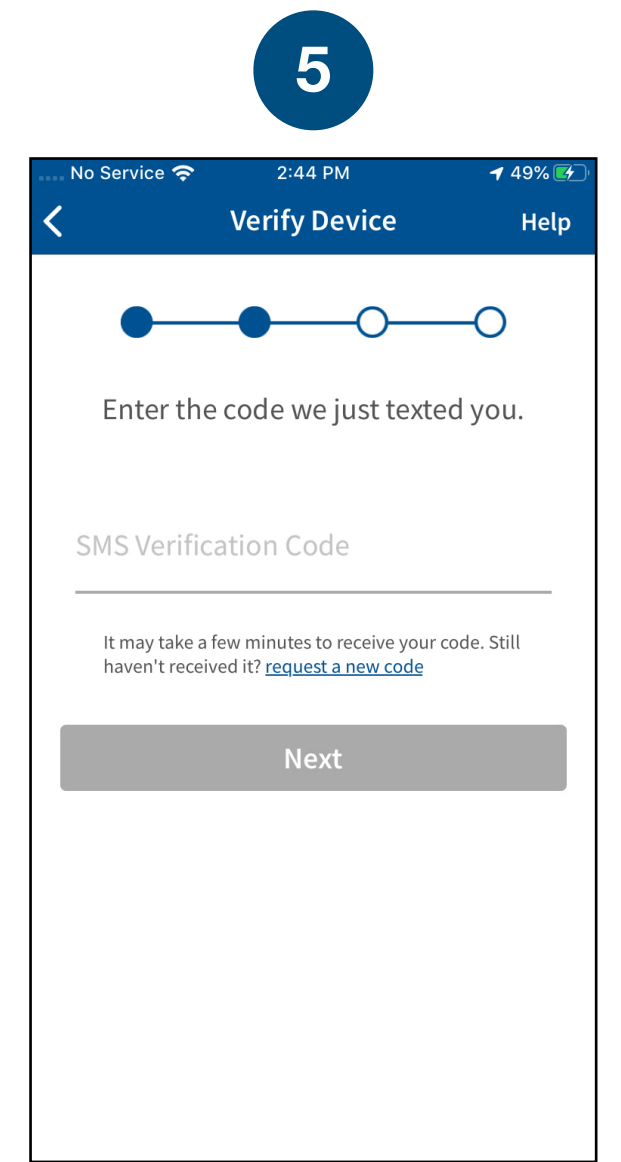 5
No Service 2:44 PM 49%
Verify Device Help
Enter the code we just texted you.
SMS Verification Code
It may take a few minutes to receive your code. Still
haven't received it? request a new code
Next